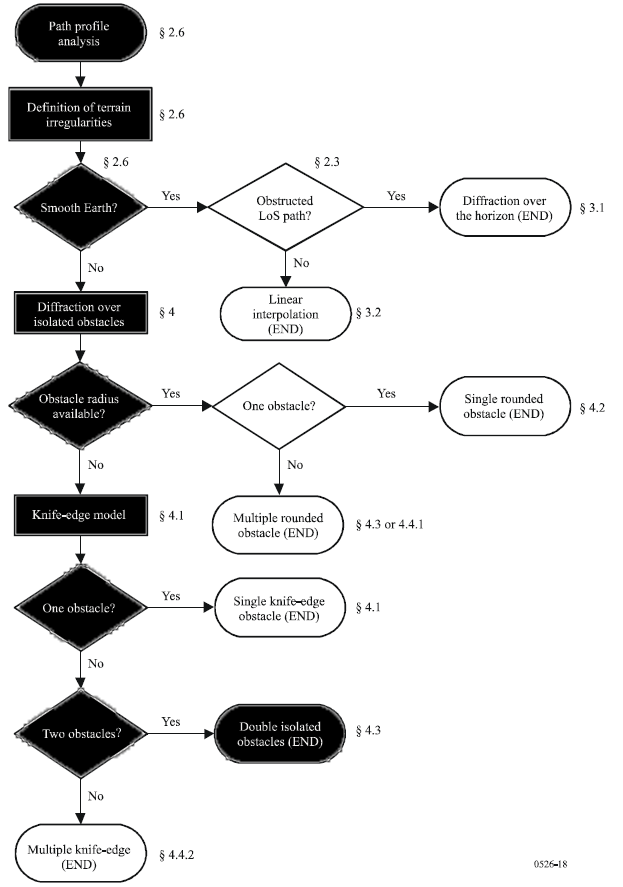 Path profile
analysis
§ 2.6
Definition of terrain
irregularities
§ 2.6
§ 2.6
§ 2.3
Smooth Earth?
Yes
Obstructed
LoS path?
Yes
Diffraction over
the horizon (END)
§ 3.1
No
No
Diffraction over
isolated obstacles
§ 4
Linear
interpolation
(END)
§ 3.2
Obstacle radius
available?
Yes
One obstacle?
Yes
Single rounded
obstacle (END)
§ 4.2
No
No
Knife-edge model
§ 4.1
Multiple rounded
obstacle (END)
§ 4.3 or 4.4.1
One obstacle?
Yes
Single knife-edge
obstacle (END)
§ 4.1
No
Two obstacles?
Yes
Double isolated
obstacles (END)
§ 4.3
No
Multiple knife-edge
(END)
§ 4.4.2
0526-18